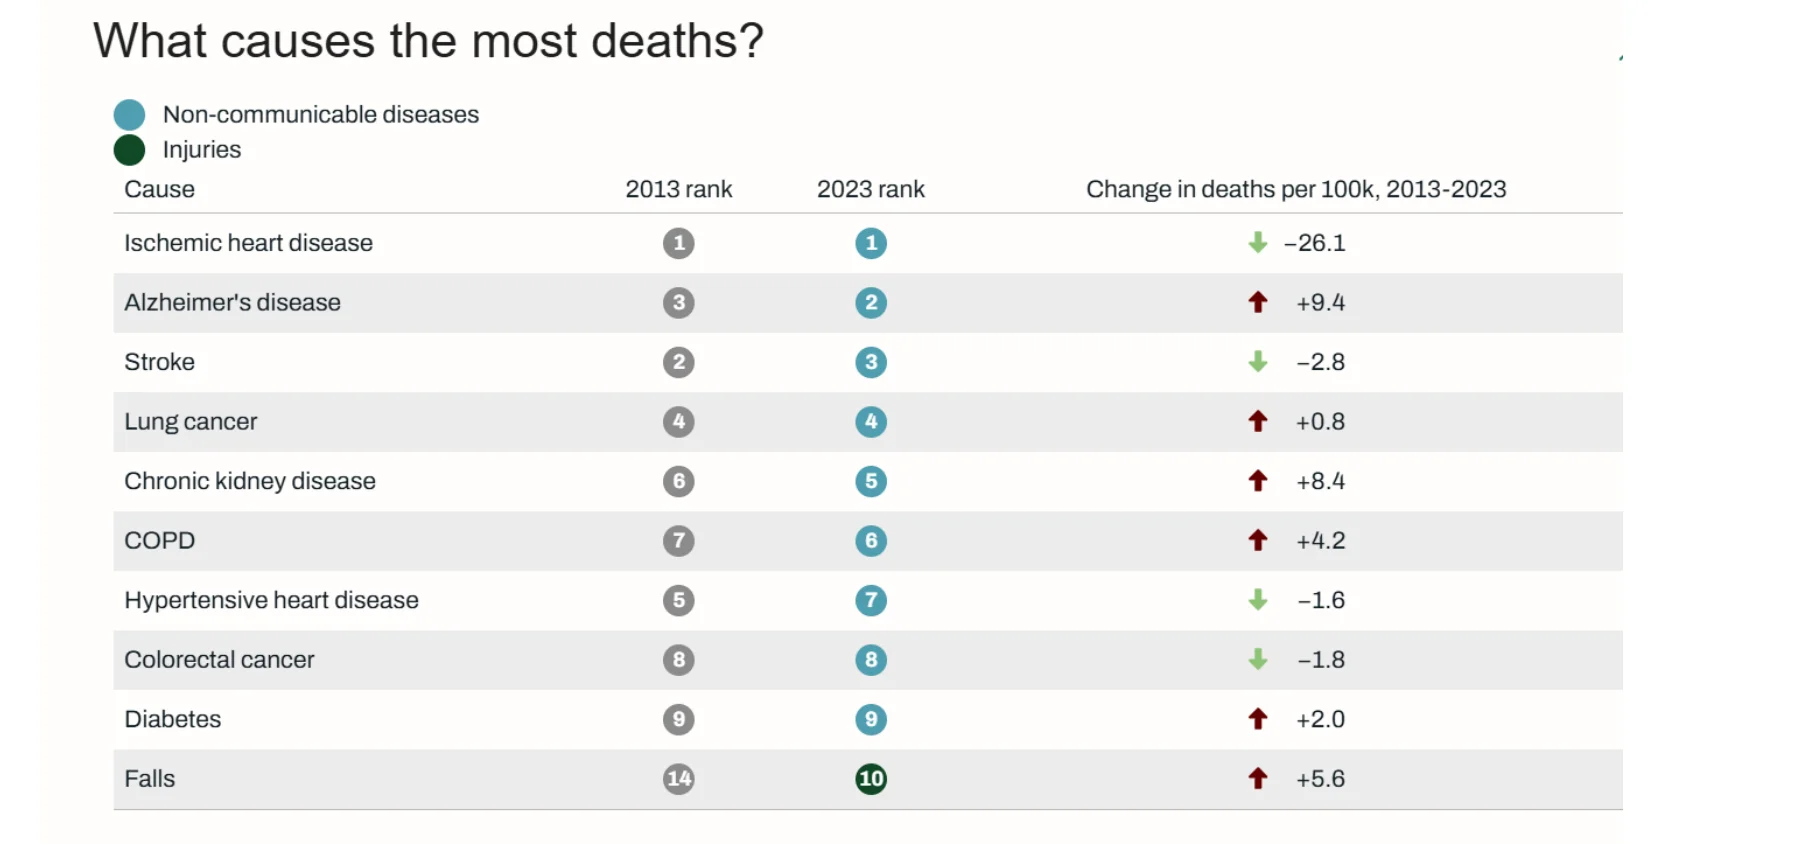 What causes the most deaths?
Non-communicable diseases
Injuries
Cause 2013 rank 2023 rank Change in deaths per 100k, 2013-2023
Ischemic heart disease 1 1 −26.1
Alzheimer's disease 3 2 +9.4
Stroke 2 3 −2.8
Lung cancer 4 4 +0.8
Chronic kidney disease 6 5 +8.4
COPD 7 6 +4.2
Hypertensive heart disease 5 7 −1.6
Colorectal cancer 8 8 −1.8
Diabetes 9 9 +2.0
Falls 14 10 +5.6